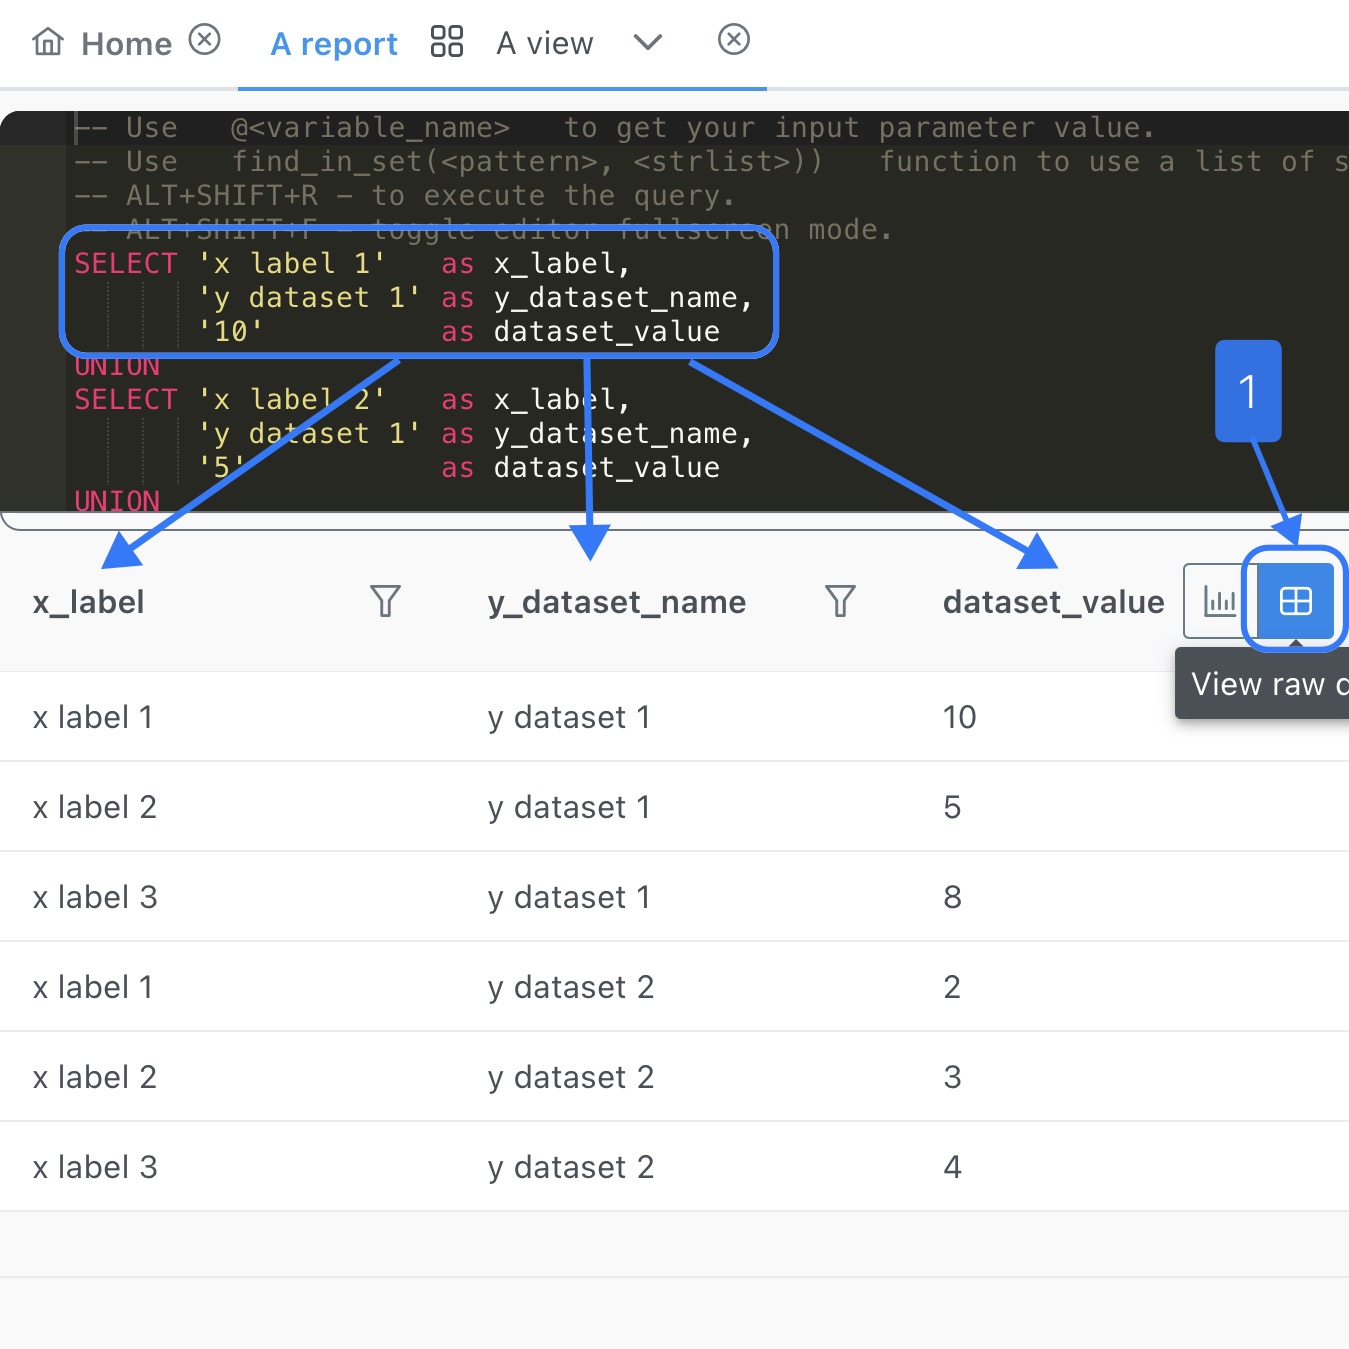 Home A report A view
-- Use @<variable_name> to get your input parameter value.
-- Use find_in_set(<pattern>, <strlist>)) function to use a list of s
-- ALT+SHIFT+R - to execute the query.
-- ALT+SHIFT+F - toggle editor fullscreen mode.
SELECT 'x label 1' as x_label,
'y dataset 1' as y_dataset_name,
'10' as dataset_value
UNION
SELECT 'x label 2' as x_label,
'y dataset 1' as y_dataset_name,
'5' as dataset_value
UNION
1
x_label y_dataset_name dataset_value
View raw
x label 1 y dataset 1 10
x label 2 y dataset 1 5
x label 3 y dataset 1 8
x label 1 y dataset 2 2
x label 2 y dataset 2 3
x label 3 y dataset 2 4